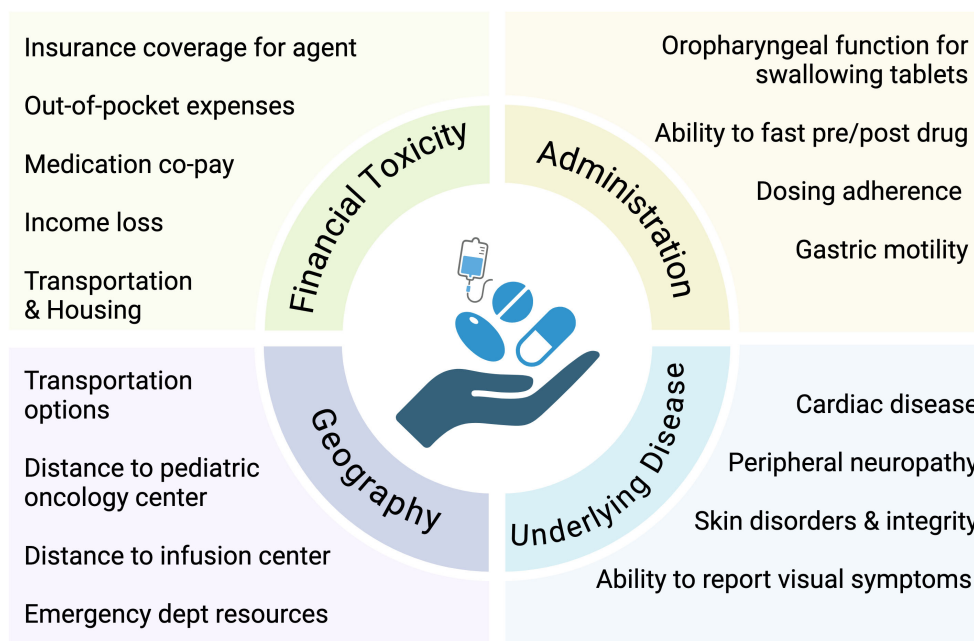 Insurance coverage for agent
Out-of-pocket expenses
Medication co-pay
Income loss
Transportation
& Housing
Financial Toxicity
Oropharyngeal function for
swallowing tablets
Ability to fast pre/post drug
Dosing adherence
Gastric motility
Administration
Transportation
options
Distance to pediatric
oncology center
Distance to infusion center
Emergency dept resources
Geography
Cardiac disease
Peripheral neuropathy
Skin disorders & integrity
Ability to report visual symptoms
Underlying Disease